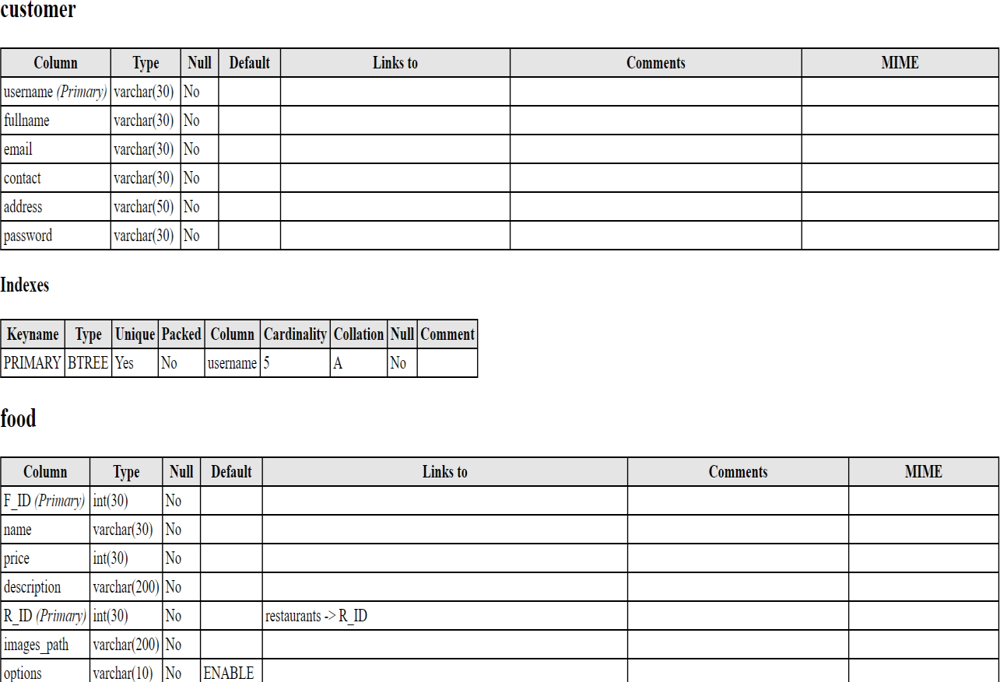 customer
Column Type Null Default Links to Comments MIME
username (Primary) varchar(30) No
fullname varchar(30) No
email varchar(30) No
contact varchar(30) No
address varchar(50) No
password varchar(30) No
Indexes
Keyname Type Unique Packed Column Cardinality Collation Null Comment
PRIMARY BTREE Yes No username 5 A No
food
Column Type Null Default Links to Comments MIME
F_ID (Primary) int(30) No
name varchar(30) No
price int(30) No
description varchar(200) No
R_ID (Primary) int(30) No restaurants -> R_ID
images_path varchar(200) No
options varchar(10) No ENABLE